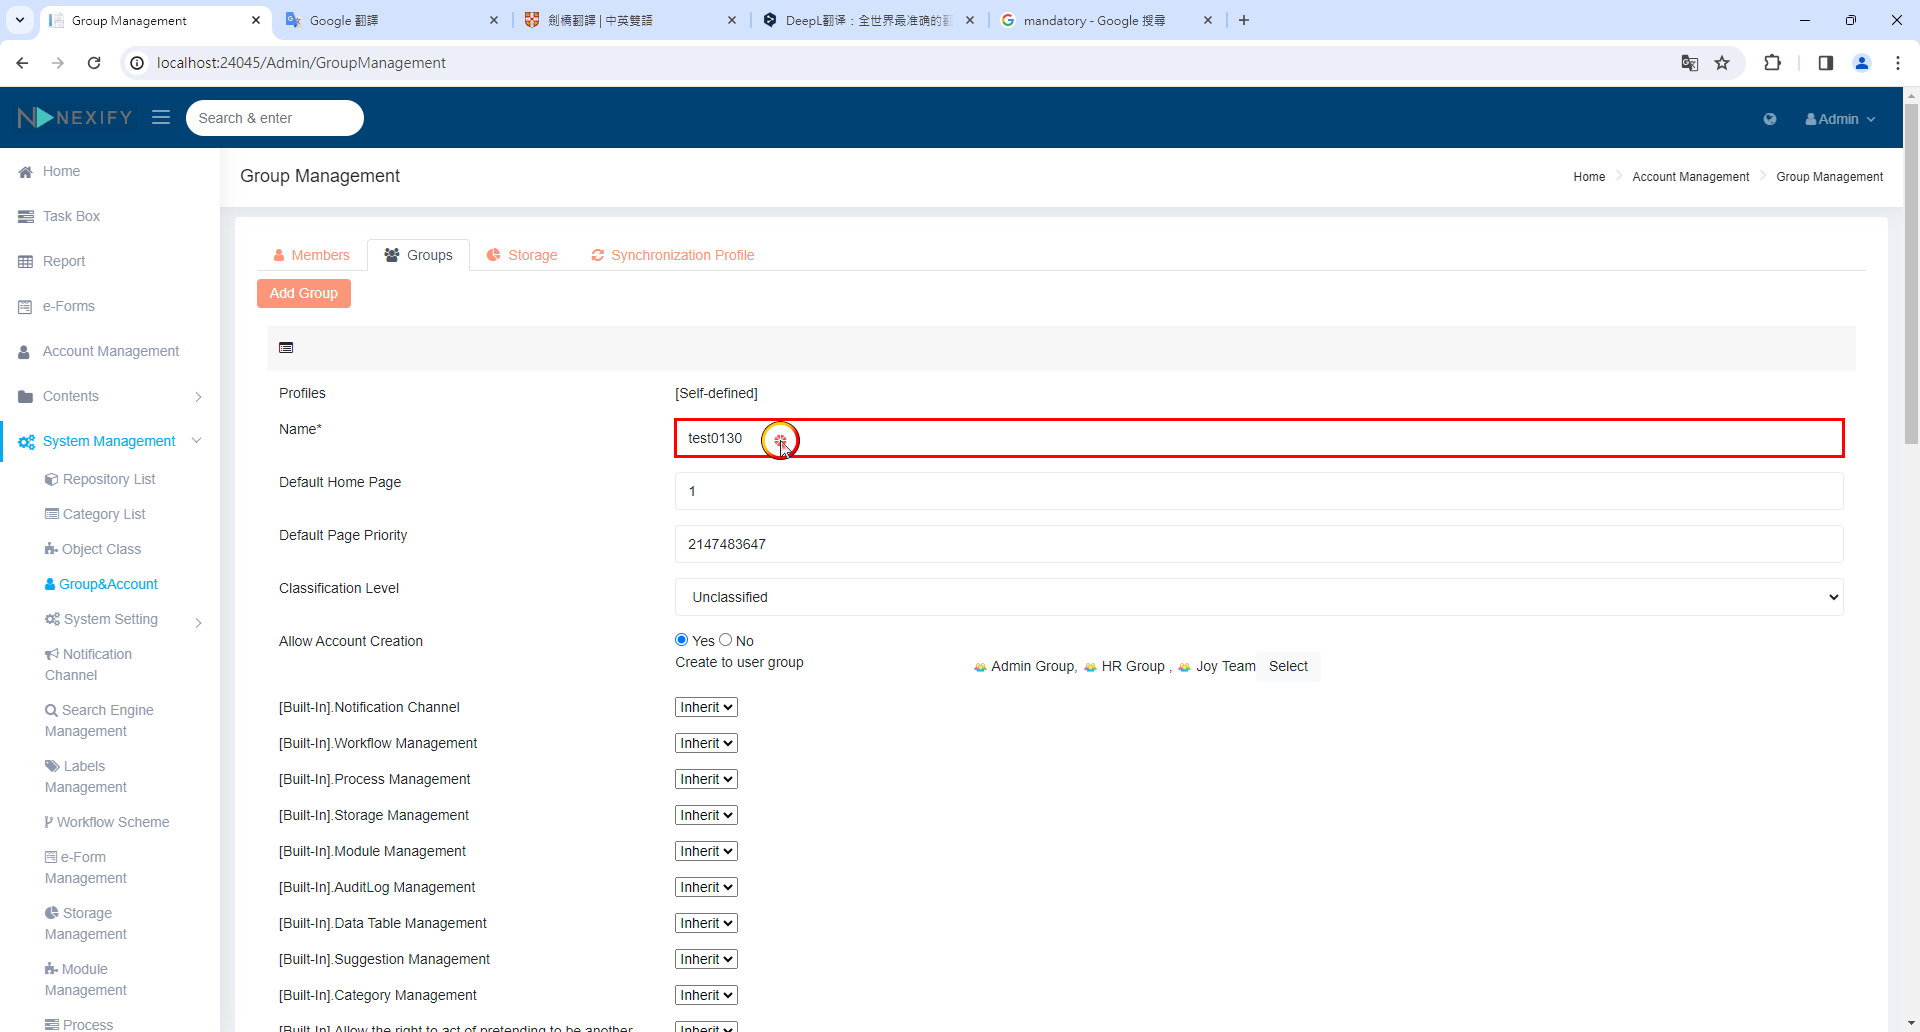 Group Management
Google 翻譯
劍橋翻譯 | 中英雙語
DeepL翻译：全世界最准确的翻
mandatory - Google 搜尋
localhost:24045/Admin/GroupManagement
NEXIFY
Search & enter
Admin
Home
Task Box
Report
e-Forms
Account Management
Contents
System Management
Repository List
Category List
Object Class
Group&Account
System Setting
Notification
Channel
Search Engine
Management
Labels
Management
Workflow Scheme
e-Form
Management
Storage
Management
Module
Management
Process
Group Management
Home
Account Management
Group Management
Members
Groups
Storage
Synchronization Profile
Add Group
Profiles
[Self-defined]
Name*
test0130
Default Home Page
1
Default Page Priority
2147483647
Classification Level
Unclassified
Allow Account Creation
Yes No
Create to user group
Admin Group, HR Group , Joy Team Select
[Built-In].Notification Channel
Inherit
[Built-In].Workflow Management
Inherit
[Built-In].Process Management
Inherit
[Built-In].Storage Management
Inherit
[Built-In].Module Management
Inherit
[Built-In].AuditLog Management
Inherit
[Built-In].Data Table Management
Inherit
[Built-In].Suggestion Management
Inherit
[Built-In].Category Management
Inherit
[Built-In].Allow the right to act of pretending to be another
Inherit